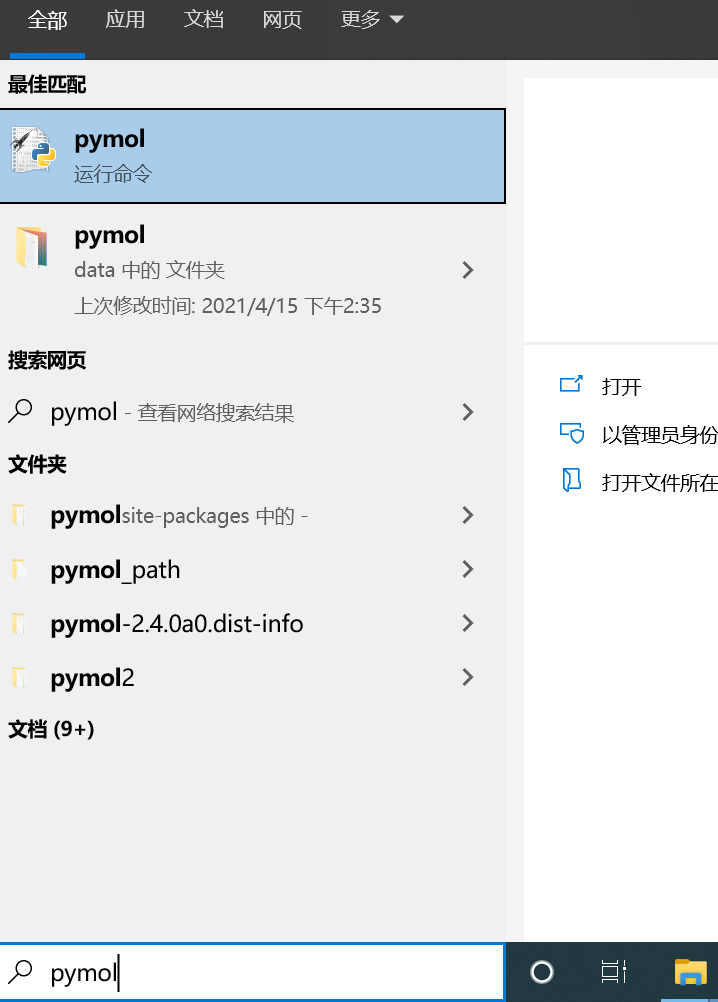 全部 应用 文档 网页 更多
最佳匹配
pymol
运行命令
pymol
data 中的 文件夹
上次修改时间: 2021/4/15 下午2:35
搜索网页
pymol - 查看网络搜索结果
文件夹
pymolsite-packages 中的 -
pymol_path
pymol-2.4.0a0.dist-info
pymol2
文档 (9+)
打开
以管理员身份
打开文件所在
pymol